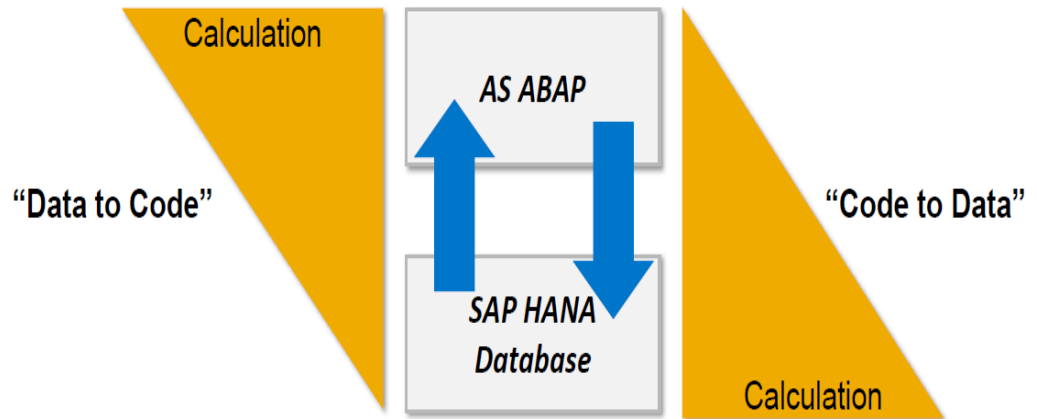 Calculation
AS ABAP
“Data to Code”
“Code to Data”
SAP HANA
Database
Calculation